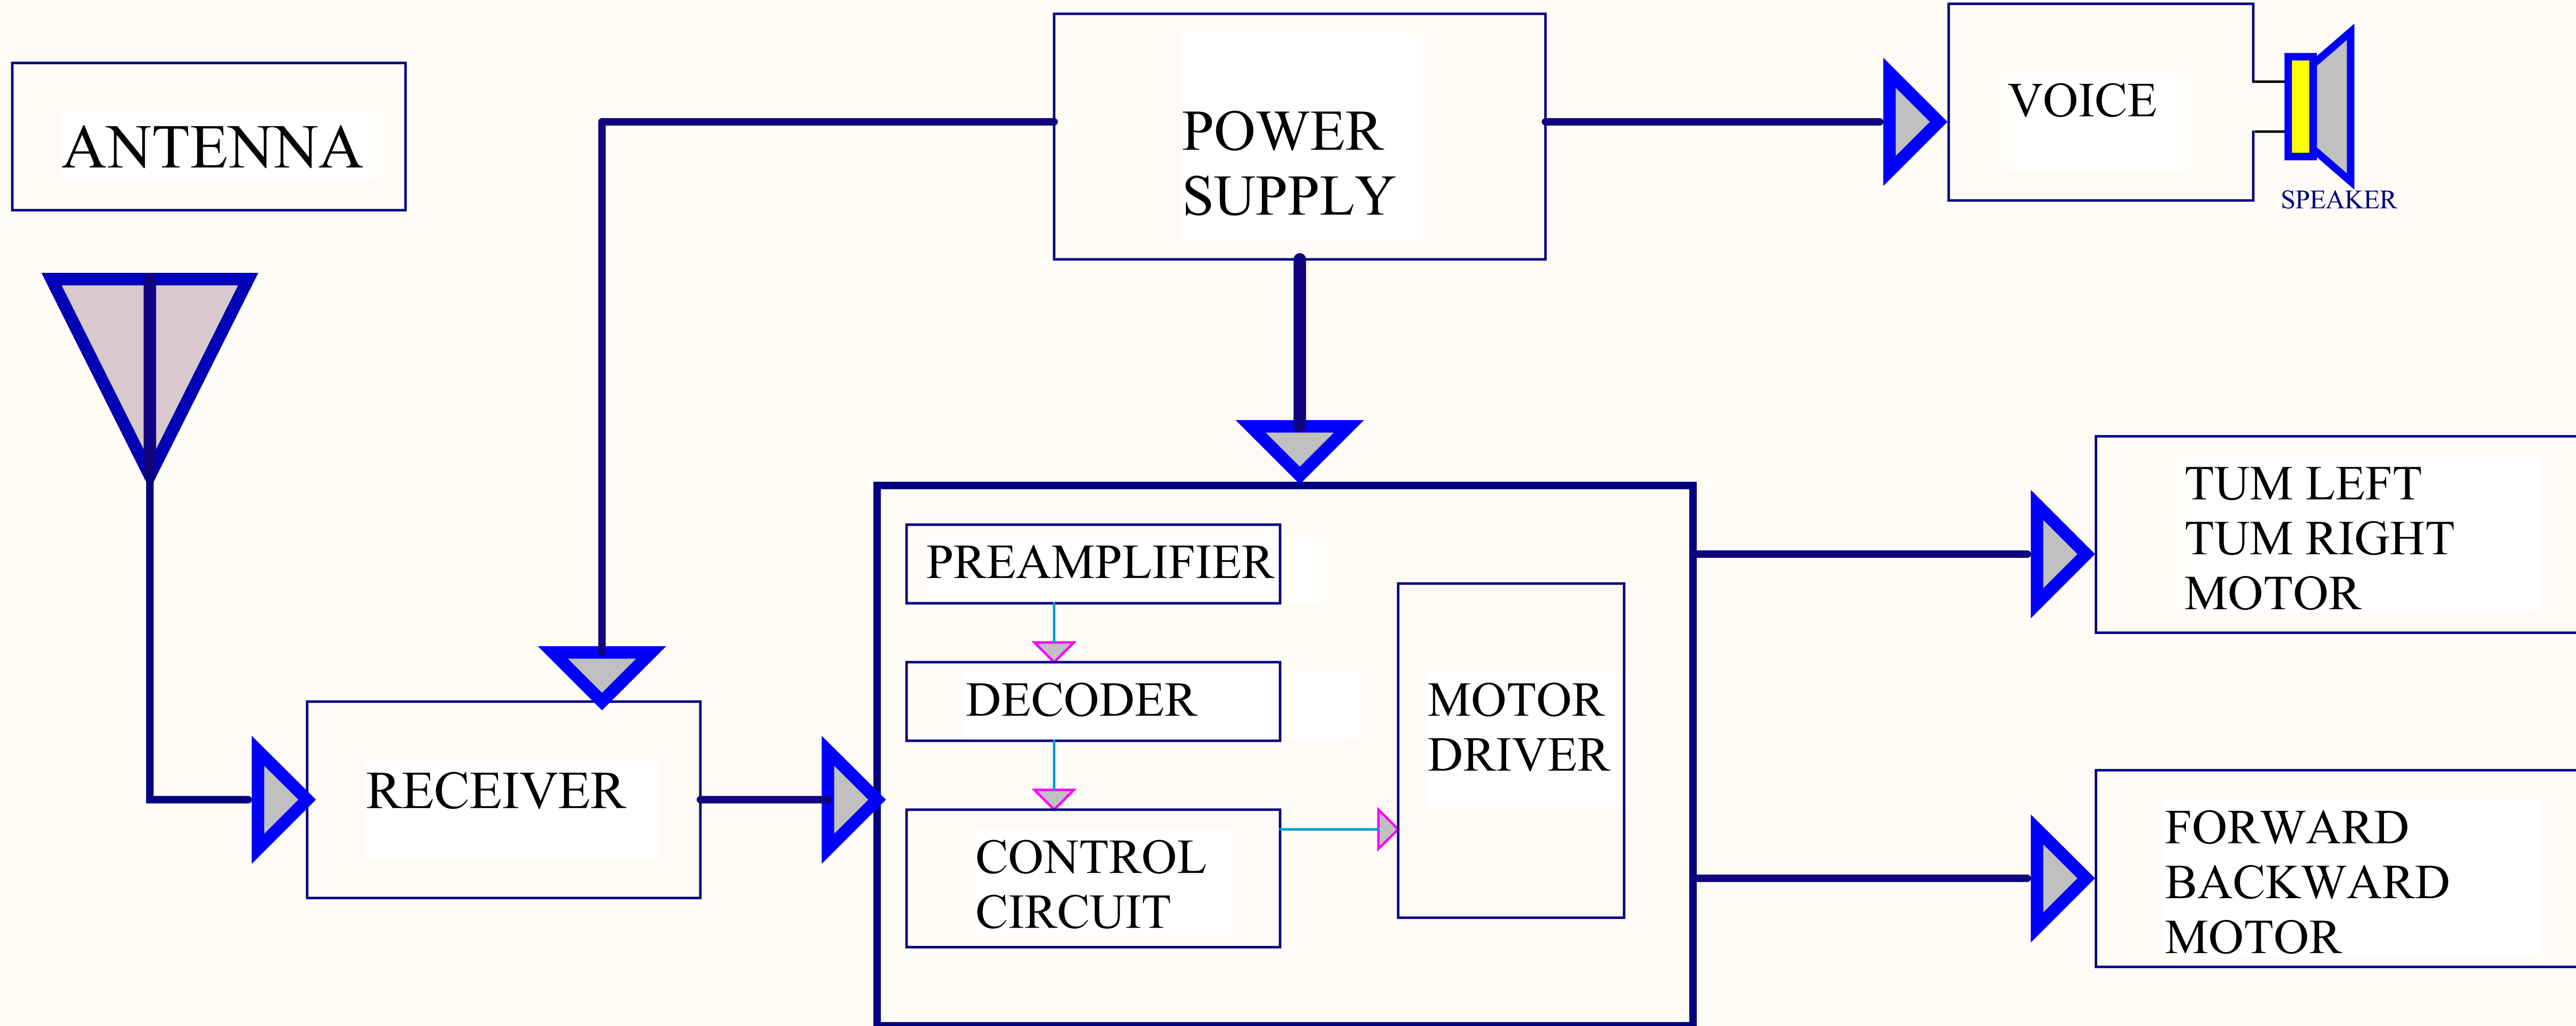 ANTENNA
POWER
SUPPLY
VOICE
SPEAKER
TUM LEFT
TUM RIGHT
MOTOR
PREAMPLIFIER
DECODER
MOTOR
DRIVER
RECEIVER
CONTROL
CIRCUIT
FORWARD
BACKWARD
MOTOR